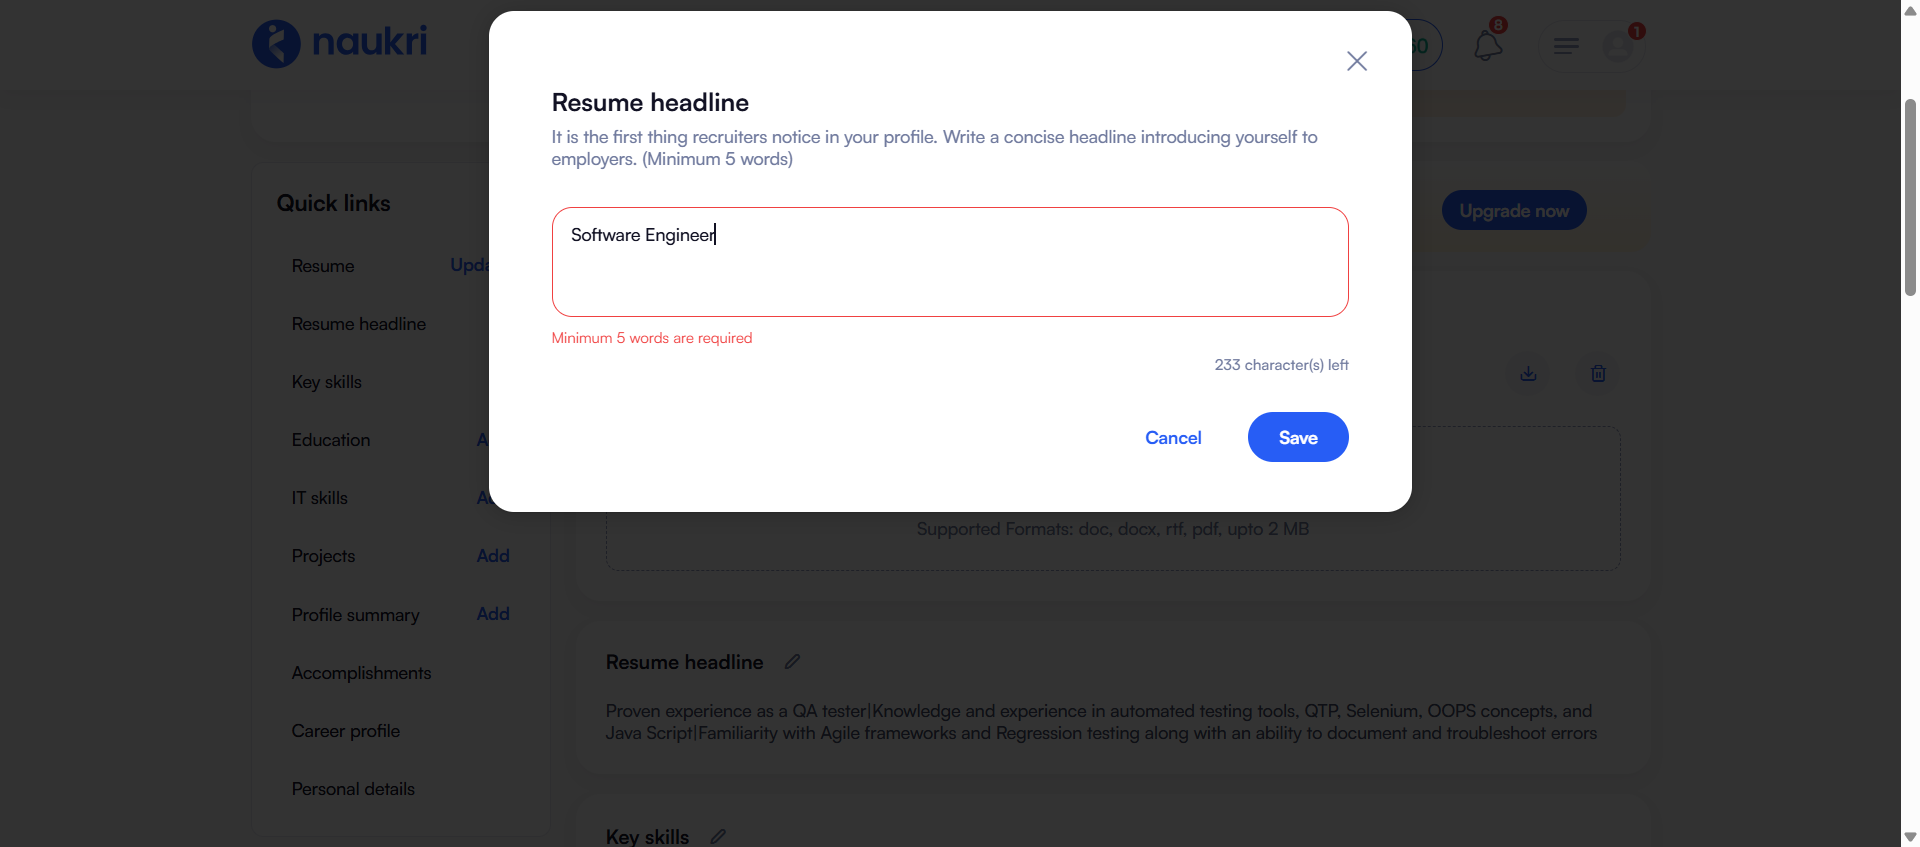 naukri
60
8
1
Resume headline
It is the first thing recruiters notice in your profile. Write a concise headline introducing yourself to
employers. (Minimum 5 words)
Software Engineer
Minimum 5 words are required
233 character(s) left
Cancel
Save
Quick links
Resume
Upda
Resume headline
Key skills
Education
A
IT skills
Ad
Projects
Add
Profile summary
Add
Accomplishments
Career profile
Personal details
Upgrade now
Supported Formats: doc, docx, rtf, pdf, upto 2 MB
Resume headline
Proven experience as a QA tester|Knowledge and experience in automated testing tools, QTP, Selenium, OOPS concepts, and
Java Script|Familiarity with Agile frameworks and Regression testing along with an ability to document and troubleshoot errors
Key skills